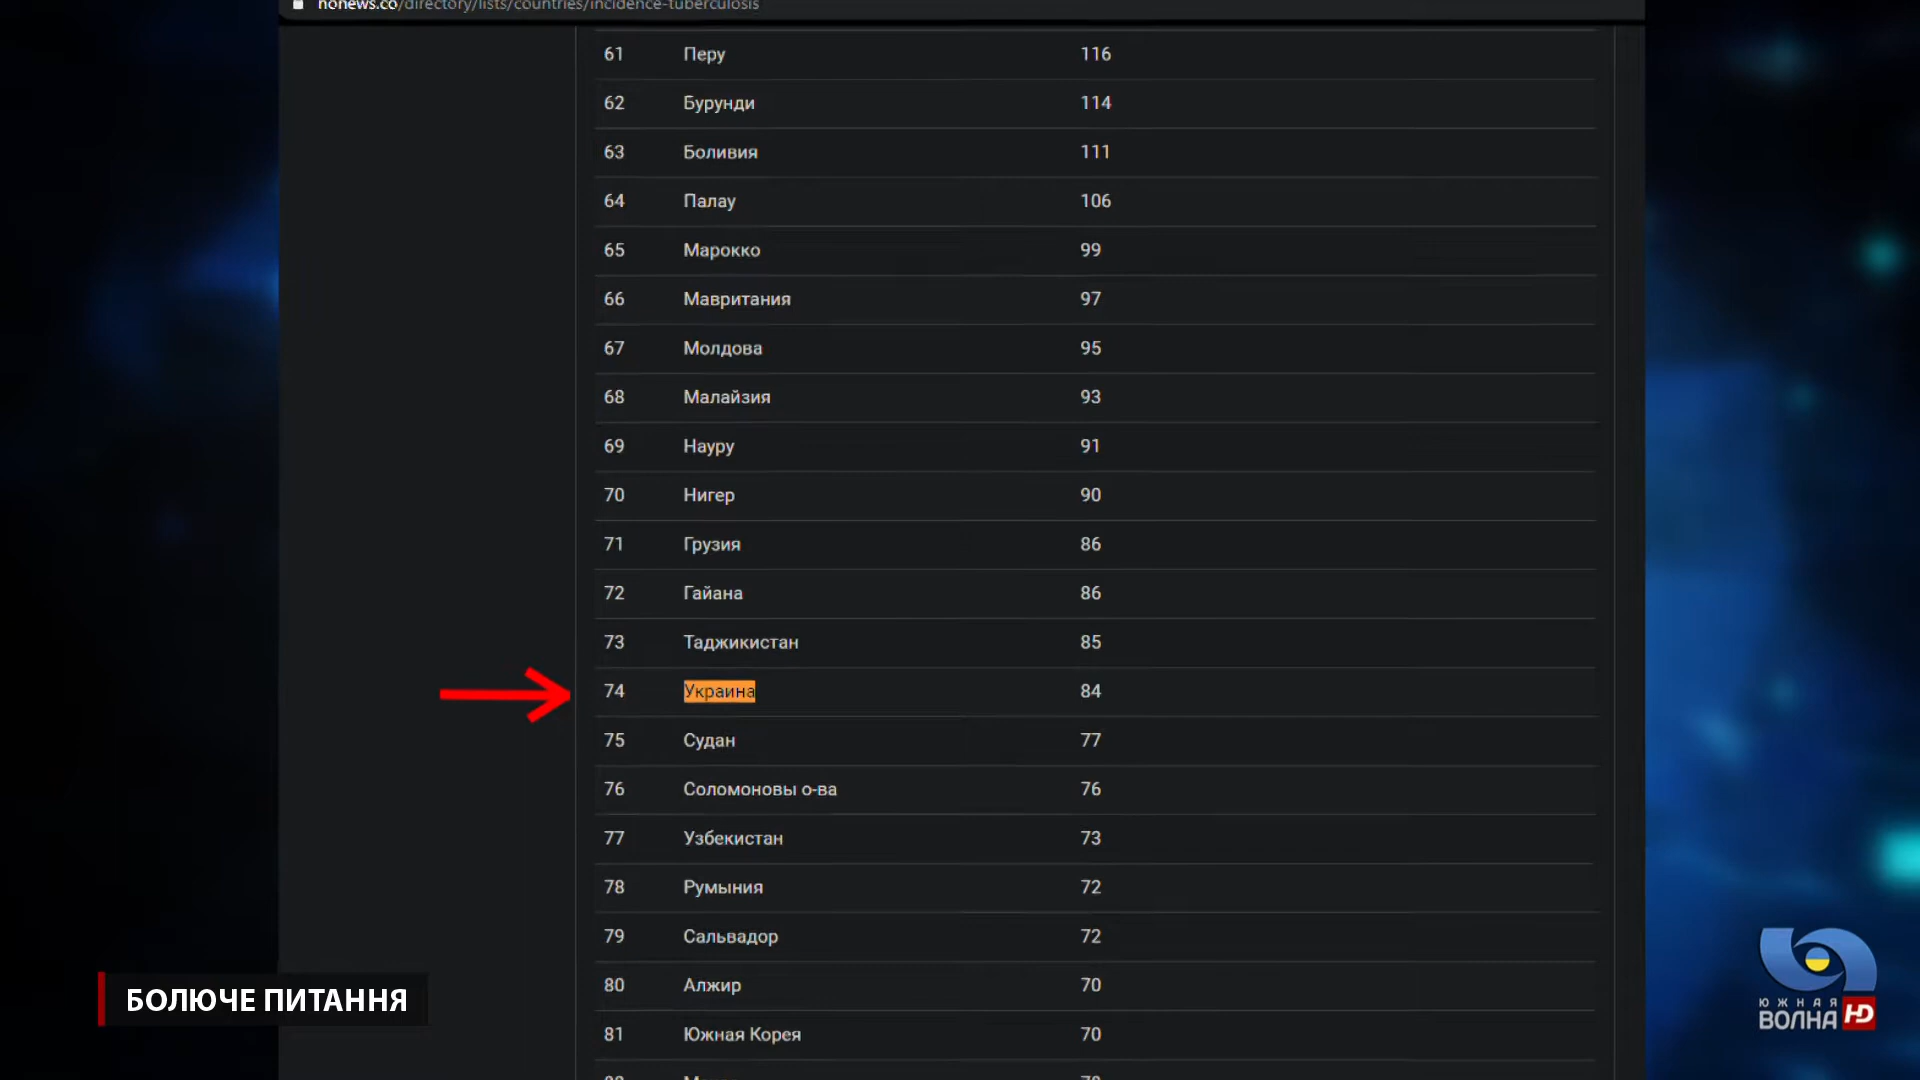 nonews.co/directory/lists/countries/incidence-tuberculosis
61 Перу 116
62 Бурунди 114
63 Боливия 111
64 Палау 106
65 Марокко 99
66 Мавритания 97
67 Молдова 95
68 Малайзия 93
69 Науру 91
70 Нигер 90
71 Грузия 86
72 Гайана 86
73 Таджикистан 85
74 Украина 84
75 Судан 77
76 Соломоновы о-ва 76
77 Узбекистан 73
78 Румыния 72
79 Сальвадор 72
80 Алжир 70
81 Южная Корея 70
БОЛЮЧЕ ПИТАННЯ
ЮЖНАЯ
ВОЛНА HD